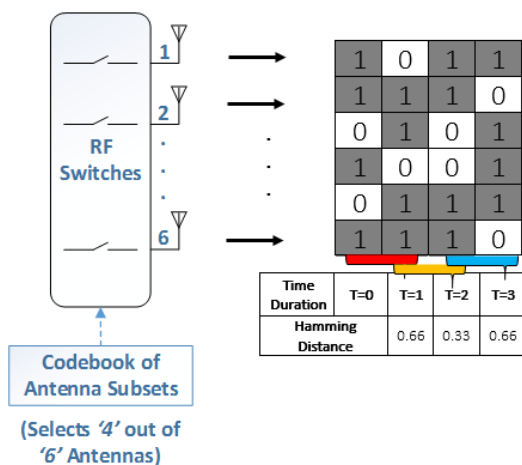 1
2
.
.
.
6
RF
Switches
.
.
.
1 0 1 1
1 1 1 0
0 1 0 1
1 0 0 1
0 1 1 1
1 1 1 0
Time Duration T=0 T=1 T=2 T=3
Hamming Distance 0.66 0.33 0.66
Codebook of
Antenna Subsets
(Selects ‘4’ out of
‘6’ Antennas)